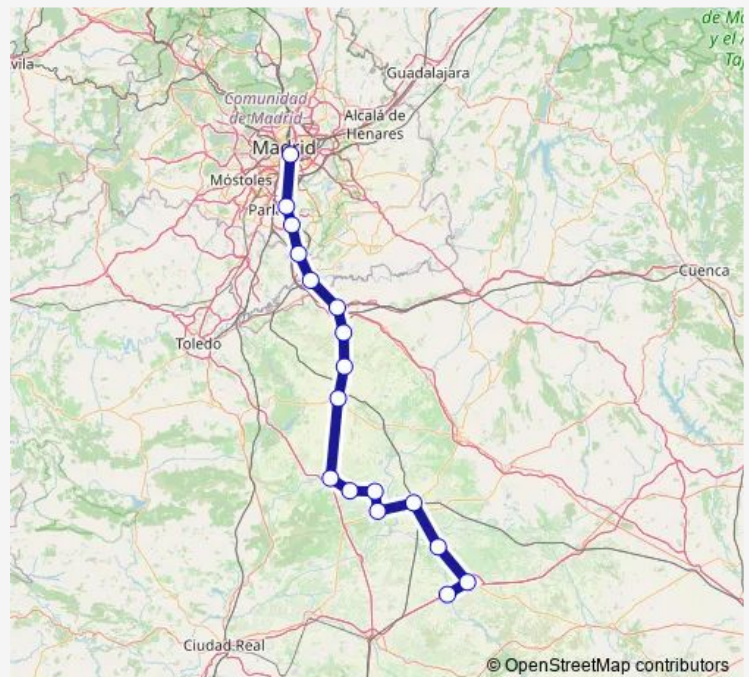 de M
y el A
Ta
vila
Guadalajara
Comunidad
de Madrid
Alcalá de
Henares
Madrid
Móstoles
Parl
Cuenca
Toledo
Ciudad Real
© OpenStreetMap contributors